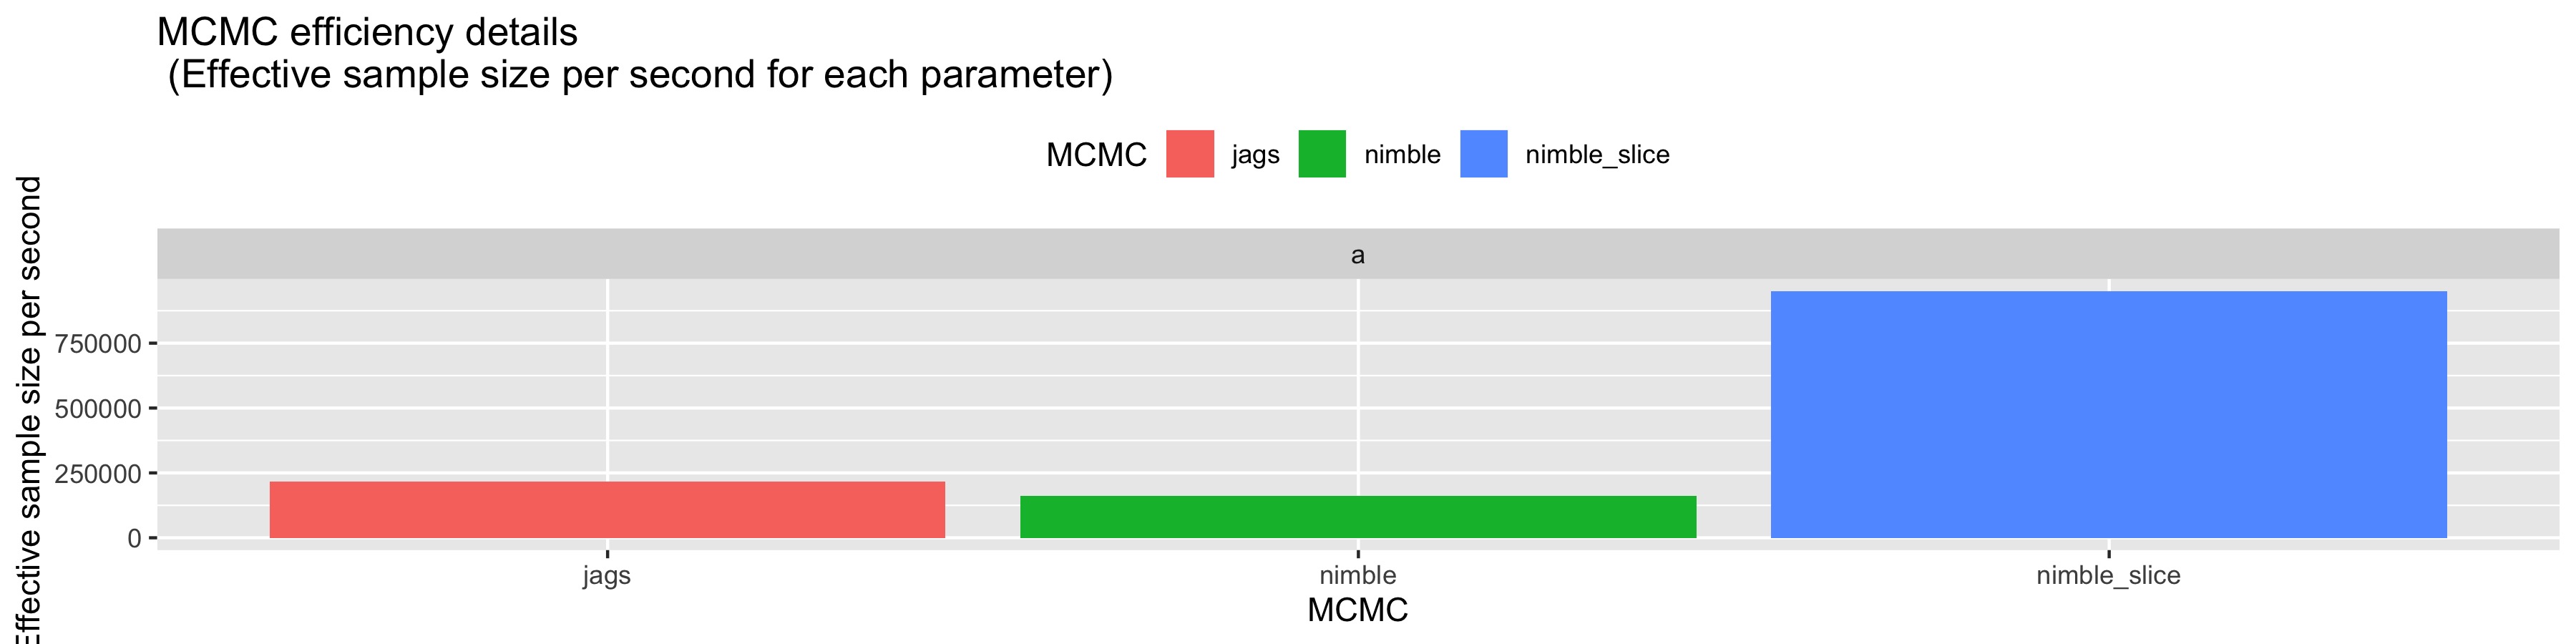 MCMC efficiency details
(Effective sample size per second for each parameter)
MCMC jags nimble nimble_slice
Effective sample size per second
a
750000
500000
250000
0
jags nimble nimble_slice
MCMC